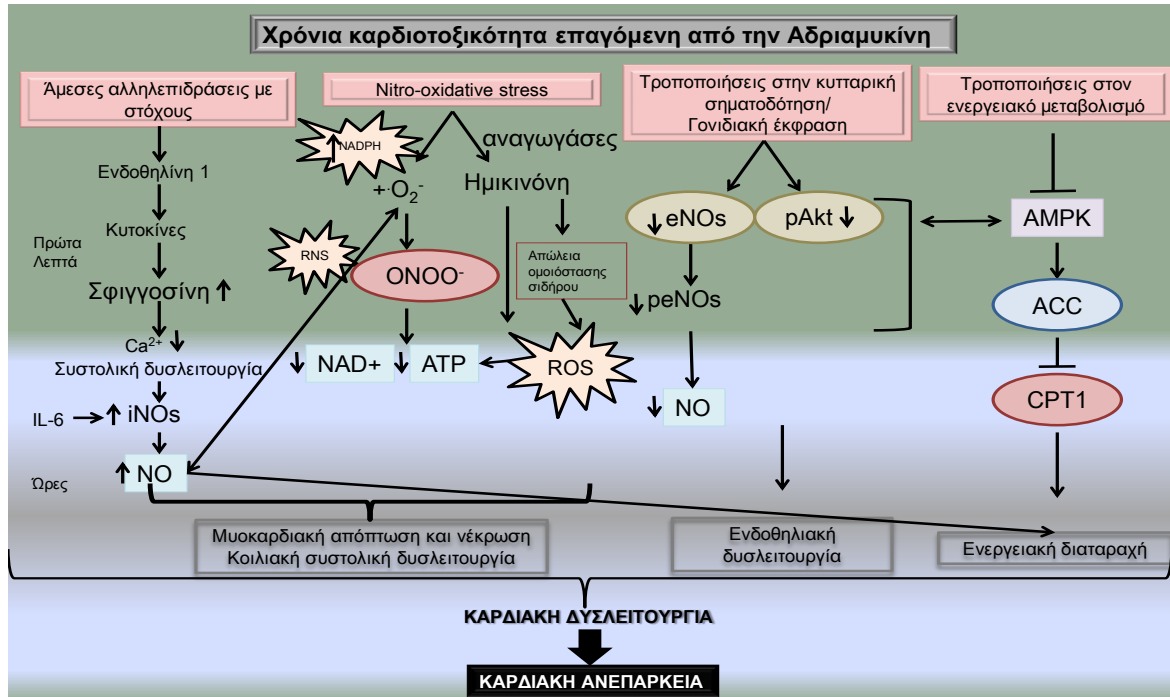 Χρόνια καρδιοτοξικότητα επαγόμενη από την Αδριαμυκίνη
Άμεσες αλληλεπιδράσεις με
στόχους
Ενδοθηλίνη 1
Κυτοκίνες
Πρώτα
Λεπτά
Σφιγγοσίνη
Ca²⁺
Συστολική δυσλειτουργία
IL-6
iNOs
Ώρες
NO
Nitro-oxidative stress
NADPH
αναγωγάσες
+·O₂⁻
Ημικινόνη
RNS
ONOO⁻
Απώλεια
ομοιόστασης
σιδήρου
NAD+
ATP
ROS
Τροποποιήσεις στην κυτταρική
σηματοδότηση/
Γονιδιακή έκφραση
eNOs
pAkt
peNOs
NO
Τροποποιήσεις στον
ενεργειακό μεταβολισμό
AMPK
ACC
CPT1
Μυοκαρδιακή απόπτωση και νέκρωση
Κοιλιακή συστολική δυσλειτουργία
Ενδοθηλιακή
δυσλειτουργία
Ενεργειακή διαταραχή
ΚΑΡΔΙΑΚΗ ΔΥΣΛΕΙΤΟΥΡΓΙΑ
ΚΑΡΔΙΑΚΗ ΑΝΕΠΑΡΚΕΙΑ